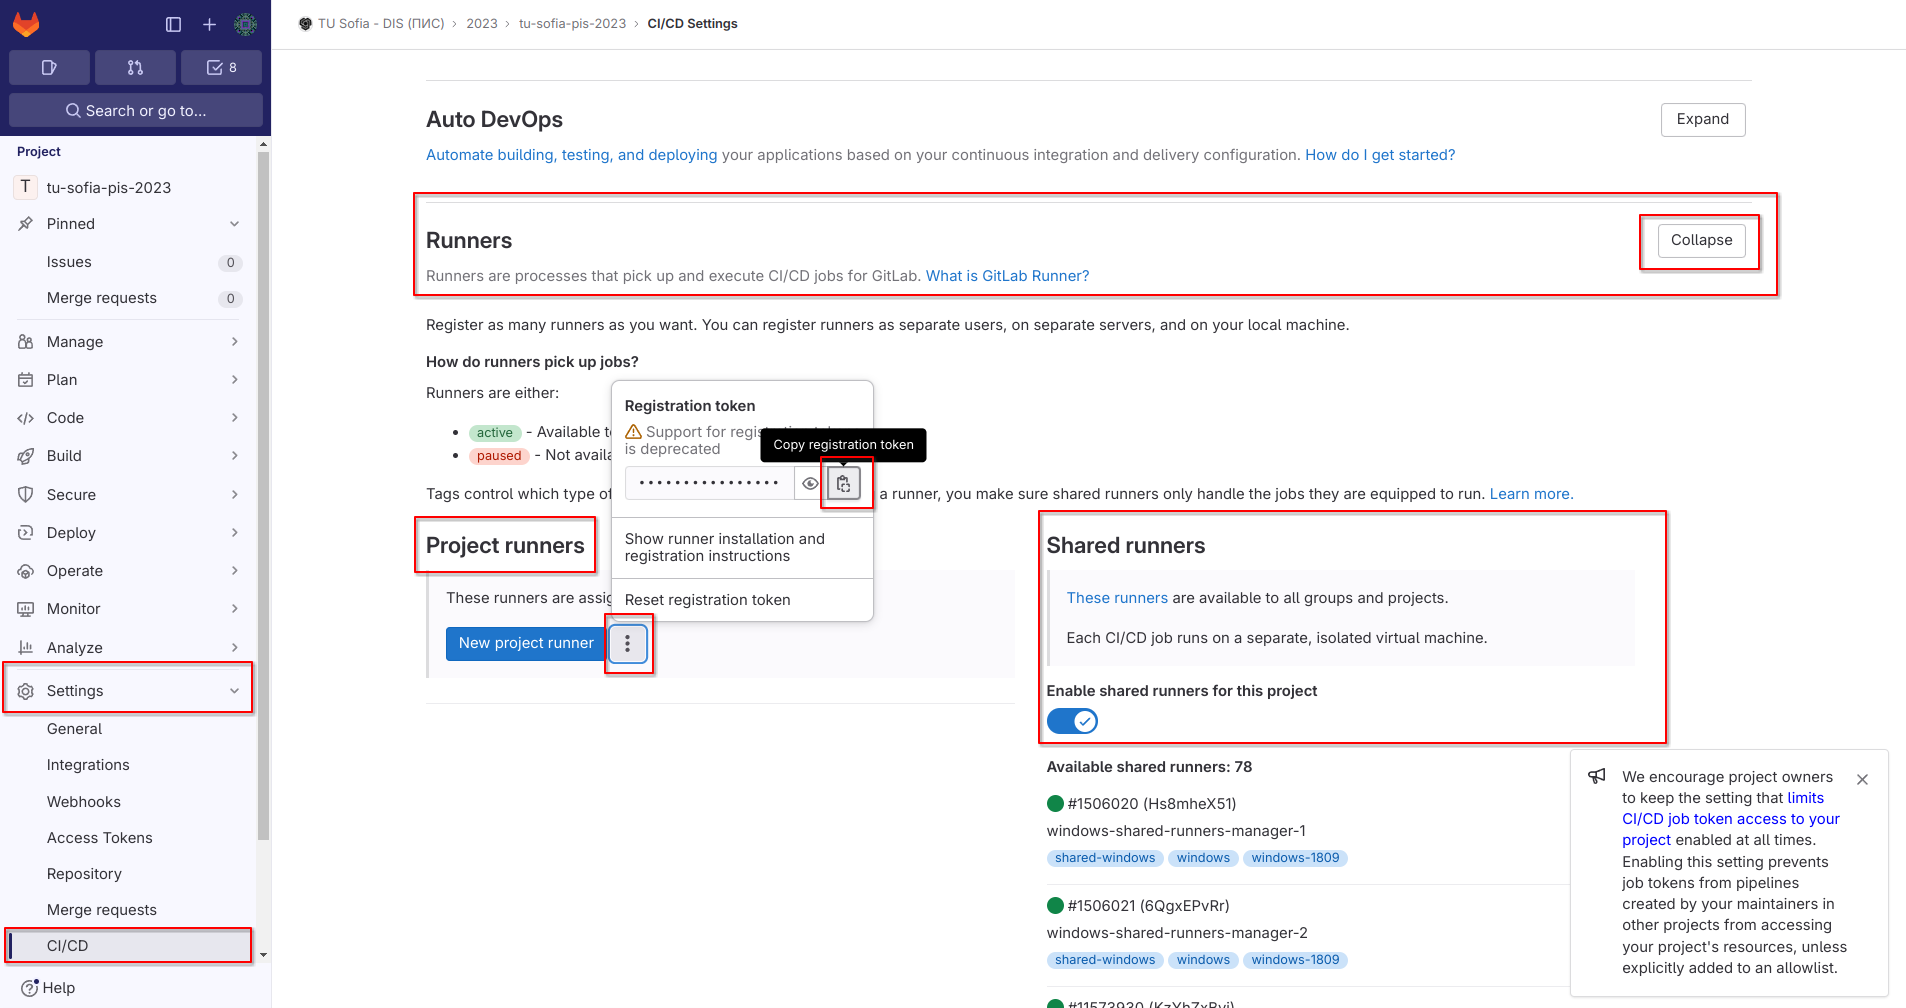 TU Sofia - DIS (ПИС) › 2023 › tu-sofia-pis-2023 › CI/CD Settings
8
Search or go to...
Project
T tu-sofia-pis-2023
Pinned
Issues 0
Merge requests 0
Manage
Plan
Code
Build
Secure
Deploy
Operate
Monitor
Analyze
Settings
General
Integrations
Webhooks
Access Tokens
Repository
Merge requests
CI/CD
Help
Auto DevOps
Expand
Automate building, testing, and deploying your applications based on your continuous integration and delivery configuration. How do I get started?
Runners
Collapse
Runners are processes that pick up and execute CI/CD jobs for GitLab. What is GitLab Runner?
Register as many runners as you want. You can register runners as separate users, on separate servers, and on your local machine.
How do runners pick up jobs?
Runners are either:
active - Available
paused - Not
Tags control which type of
a runner, you make sure shared runners only handle the jobs they are equipped to run. Learn more.
Registration token
Support for
is deprecated
Copy registration token
••••••••••••••••
Show runner installation and
registration instructions
Reset registration token
Project runners
These runners are
New project runner
Shared runners
These runners are available to all groups and projects.
Each CI/CD job runs on a separate, isolated virtual machine.
Enable shared runners for this project
Available shared runners: 78
#1506020 (Hs8mheX51)
windows-shared-runners-manager-1
shared-windows windows windows-1809
#1506021 (6QgxEPvRr)
windows-shared-runners-manager-2
shared-windows windows windows-1809
We encourage project owners
to keep the setting that limits
CI/CD job token access to your
project enabled at all times.
Enabling this setting prevents
job tokens from pipelines
created by your maintainers in
other projects from accessing
your project's resources, unless
explicitly added to an allowlist.